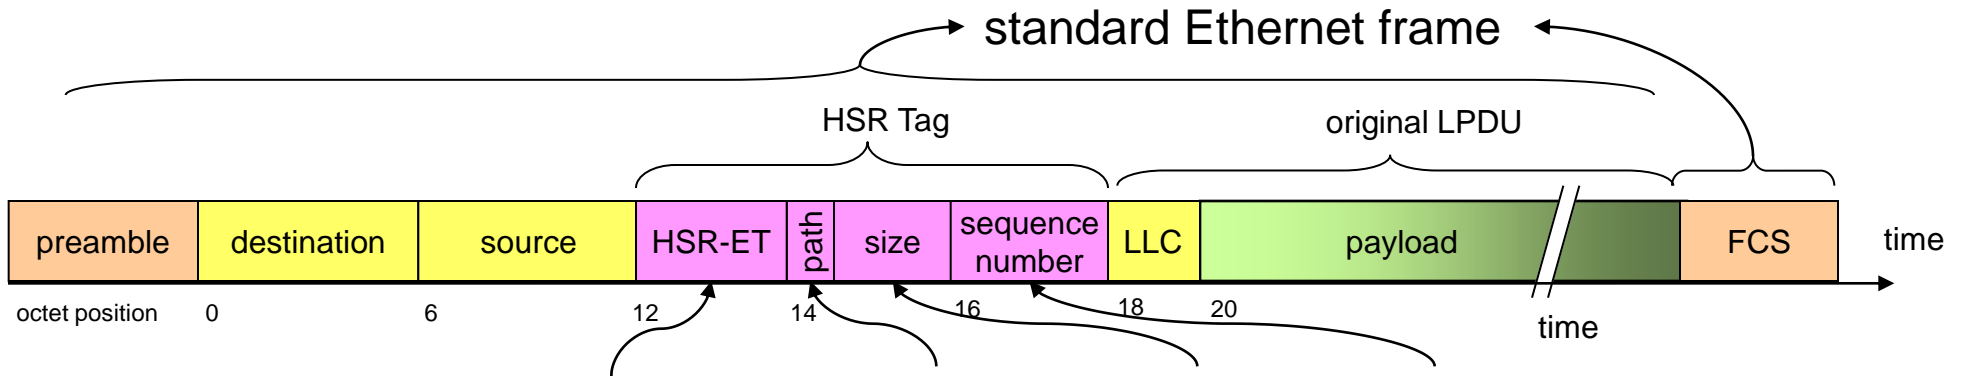 standard Ethernet frame
HSR Tag
original LPDU
preamble
destination
source
HSR-ET
path
size
sequence
number
LLC
payload
FCS
time
octet position
0
6
12
14
16
18
20
time